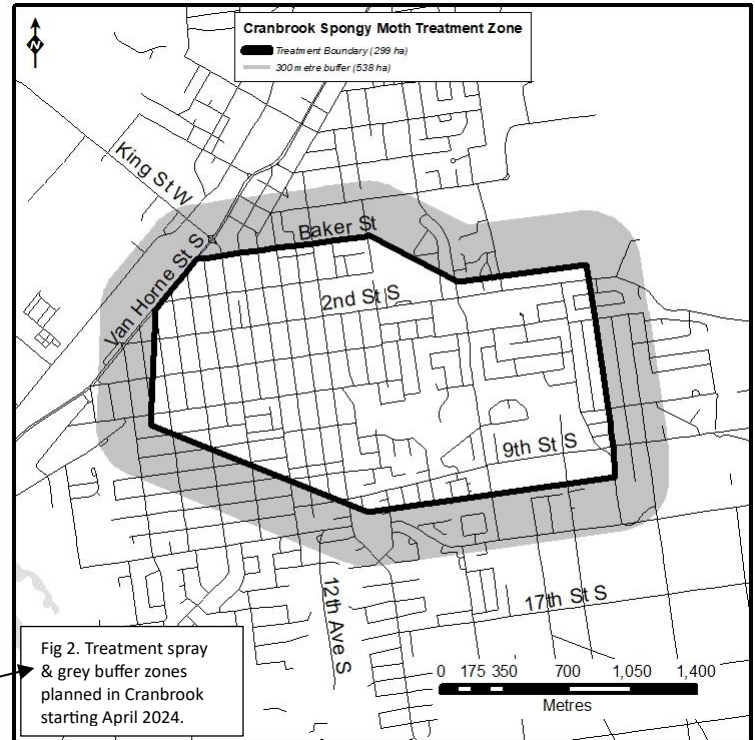 N
Cranbrook Spongy Moth Treatment Zone
Treatment Boundary (299 ha)
300 metre buffer (538 ha)
King St W
Van Horne St S
Baker St
2nd St S
9th St S
12th Ave S
17th St S
Fig 2. Treatment spray
& grey buffer zones
planned in Cranbrook
starting April 2024.
0 175 350 700 1,050 1,400
Metres